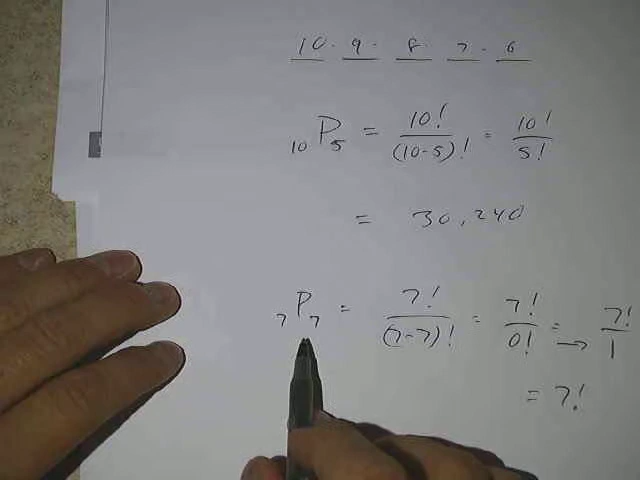 10 · 9 · 8 · 7 · 6
₁₀P₅ = 10!/(10-5)! = 10!/5!
= 30,240
₇P₇ = 7!/(7-7)! = 7!/0! = → 7!/1
= 7!